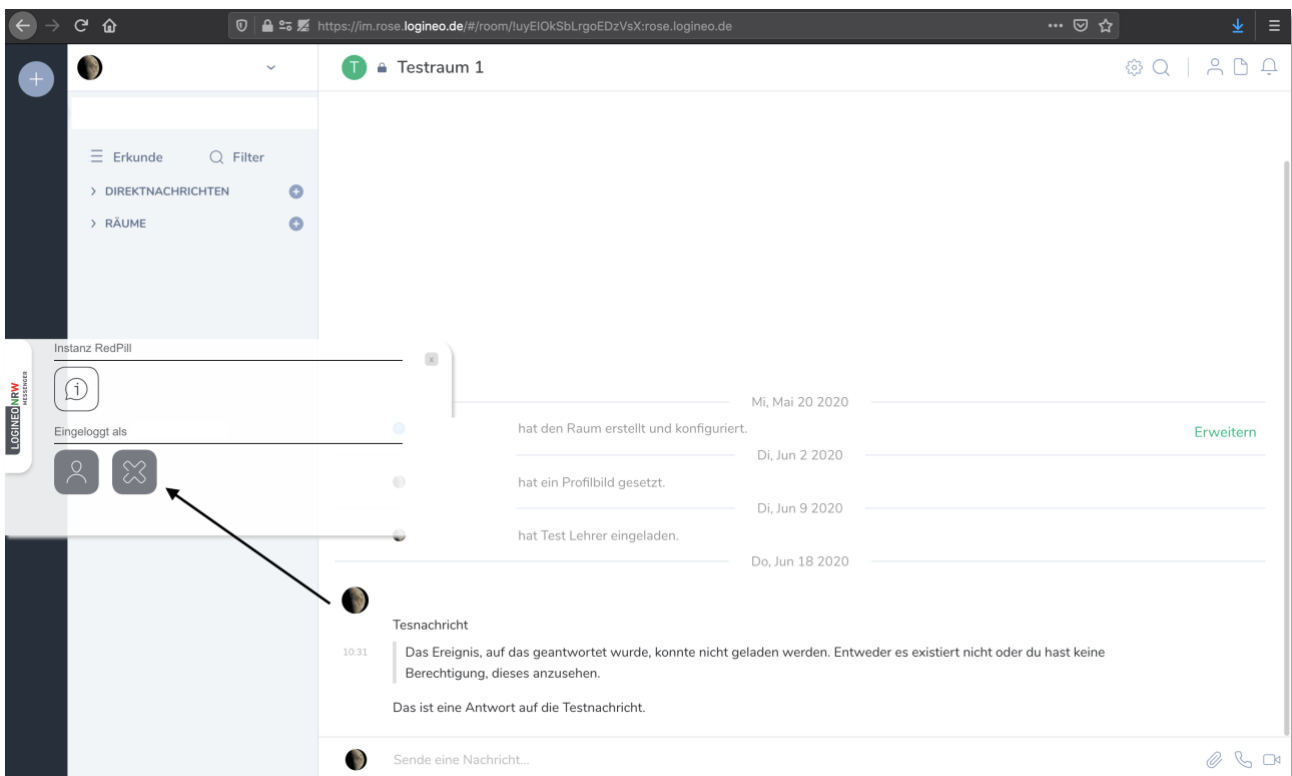 https://im.rose.logineo.de/#/room/!uyEIOkSbLrgoEDzVsX:rose.logineo.de
T Testraum 1
Erkunde Filter
DIREKTNACHRICHTEN
RÄUME
Instanz RedPill
x
i
LOGINEO NRW
MESSENGER
Eingeloggt als
Mi, Mai 20 2020
hat den Raum erstellt und konfiguriert.
Erweitern
Di, Jun 2 2020
hat ein Profilbild gesetzt.
Di, Jun 9 2020
hat Test Lehrer eingeladen.
Do, Jun 18 2020
Tesnachricht
10:31
Das Ereignis, auf das geantwortet wurde, konnte nicht geladen werden. Entweder es existiert nicht oder du hast keine
Berechtigung, dieses anzusehen.
Das ist eine Antwort auf die Testnachricht.
Sende eine Nachricht...